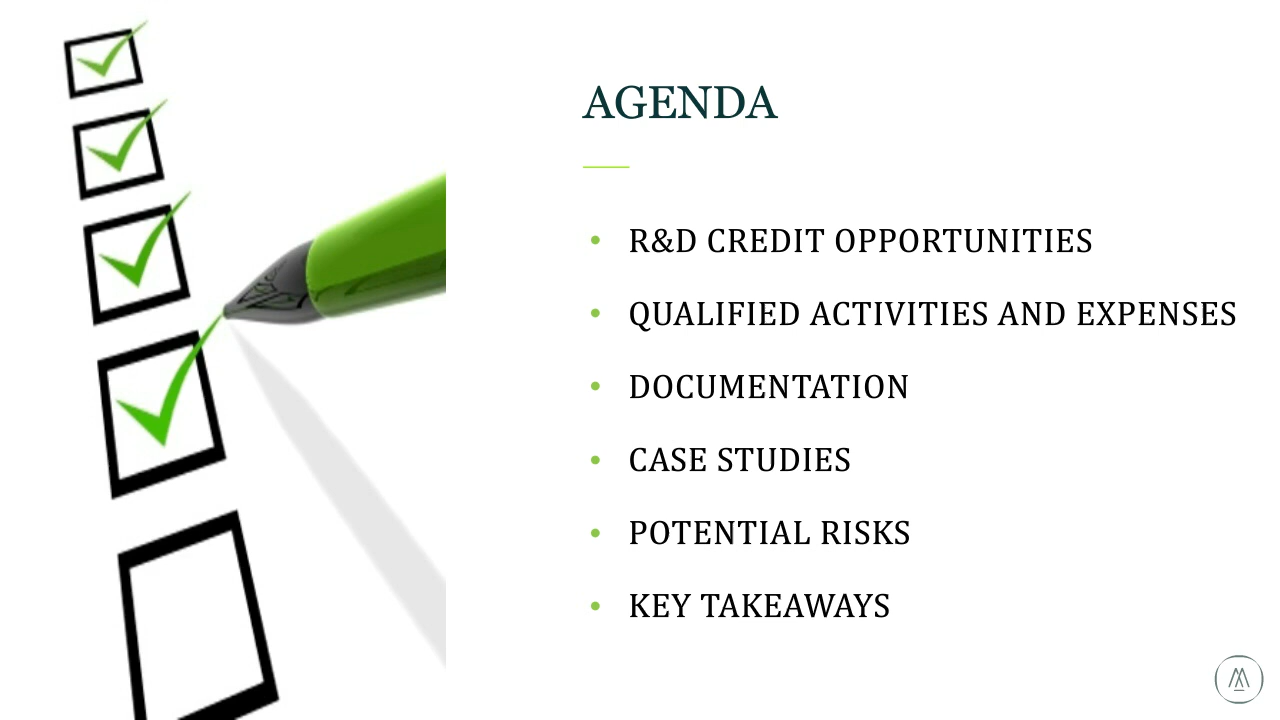 AGENDA
• R&D CREDIT OPPORTUNITIES
• QUALIFIED ACTIVITIES AND EXPENSES
• DOCUMENTATION
• CASE STUDIES
• POTENTIAL RISKS
• KEY TAKEAWAYS